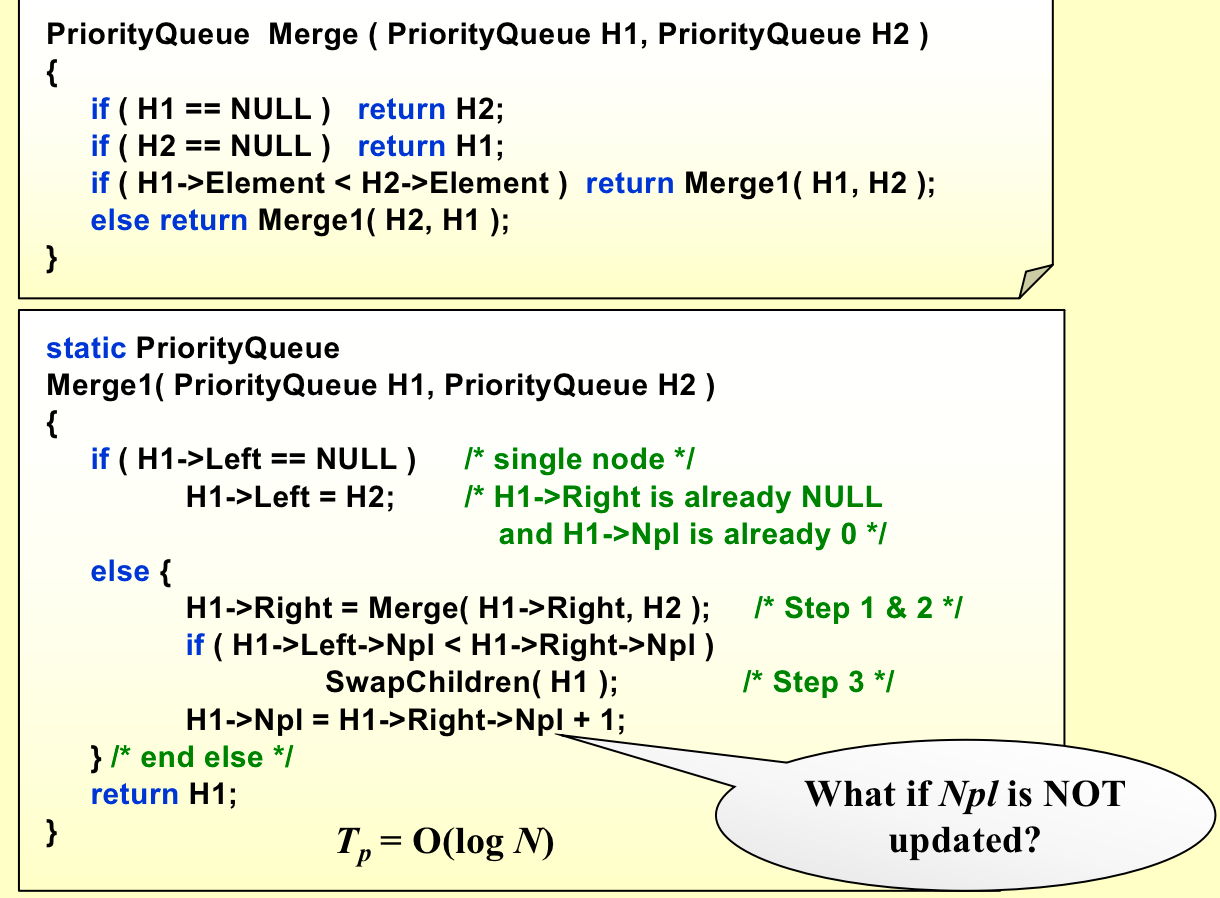 PriorityQueue  Merge ( PriorityQueue H1, PriorityQueue H2 )
{
if ( H1 == NULL )   return H2;
if ( H2 == NULL )   return H1;
if ( H1->Element < H2->Element )  return Merge1( H1, H2 );
else return Merge1( H2, H1 );
}
static PriorityQueue
Merge1( PriorityQueue H1, PriorityQueue H2 )
{
if ( H1->Left == NULL )     /* single node */
H1->Left = H2;     /* H1->Right is already NULL
and H1->Npl is already 0 */
else {
H1->Right = Merge( H1->Right, H2 );     /* Step 1 & 2 */
if ( H1->Left->Npl < H1->Right->Npl )
SwapChildren( H1 );     /* Step 3 */
H1->Npl = H1->Right->Npl + 1;
} /* end else */
return H1;
}
What if Npl is NOT
updated?
Tp = O(log N)